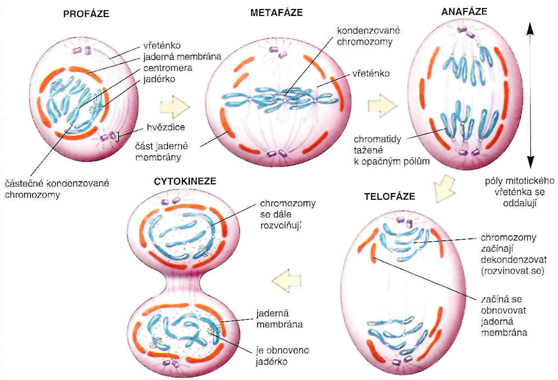 PROFÁZE
vřeténko
jaderná membrána
centromera
jadérko
hvězdice
částečné kondenzované
chromozomy
METAFÁZE
kondenzované
chromozomy
vřeténko
část jaderné
membrány
ANAFÁZE
chromatidy
tažené
k opačným pólům
póly mitotického
vřeténka se
oddalují
TELOFÁZE
chromozomy
začínají
dekondenzovat
(rozvinovat se)
začíná se
obnovovat
jaderná
membrána
CYTOKINEZE
chromozomy
se dále
rozvolňují
jaderná
membrána
je obnoveno
jadérko